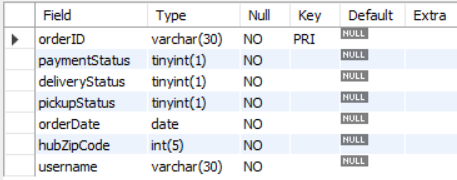 Field Type Null Key Default Extra
orderID varchar(30) NO PRI NULL
paymentStatus tinyint(1) NO NULL
deliveryStatus tinyint(1) NO NULL
pickupStatus tinyint(1) NO NULL
orderDate date NO NULL
hubZipCode int(5) NO NULL
username varchar(30) NO NULL